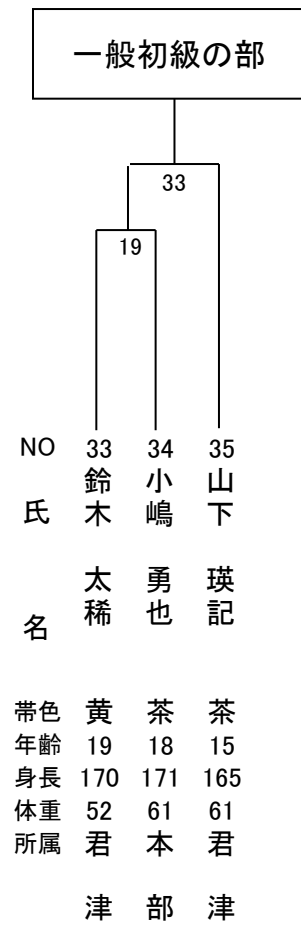 一般初級の部
33
19
NO 33 34 35
氏名 鈴木 太稀 小嶋 勇也 山下 瑛記
帯色 黄 茶 茶
年齢 19 18 15
身長 170 171 165
体重 52 61 61
所属 君津 本部 君津